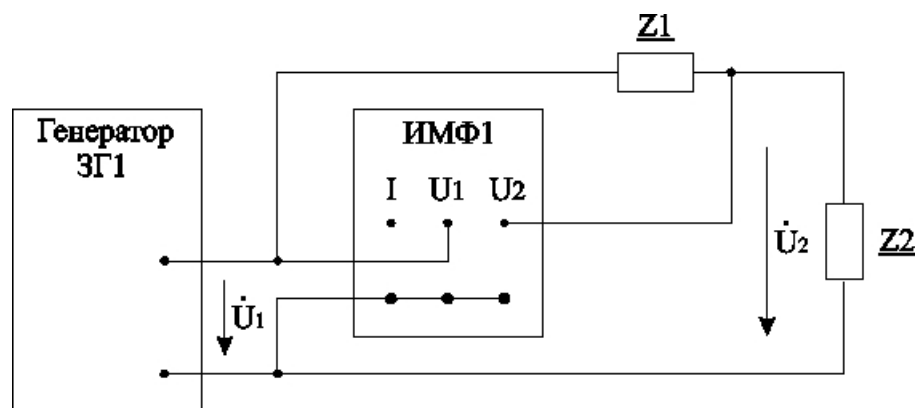 Z1
Генератор
ЗГ1
ИМФ1
I U1 U2
U̇1
U̇2
Z2